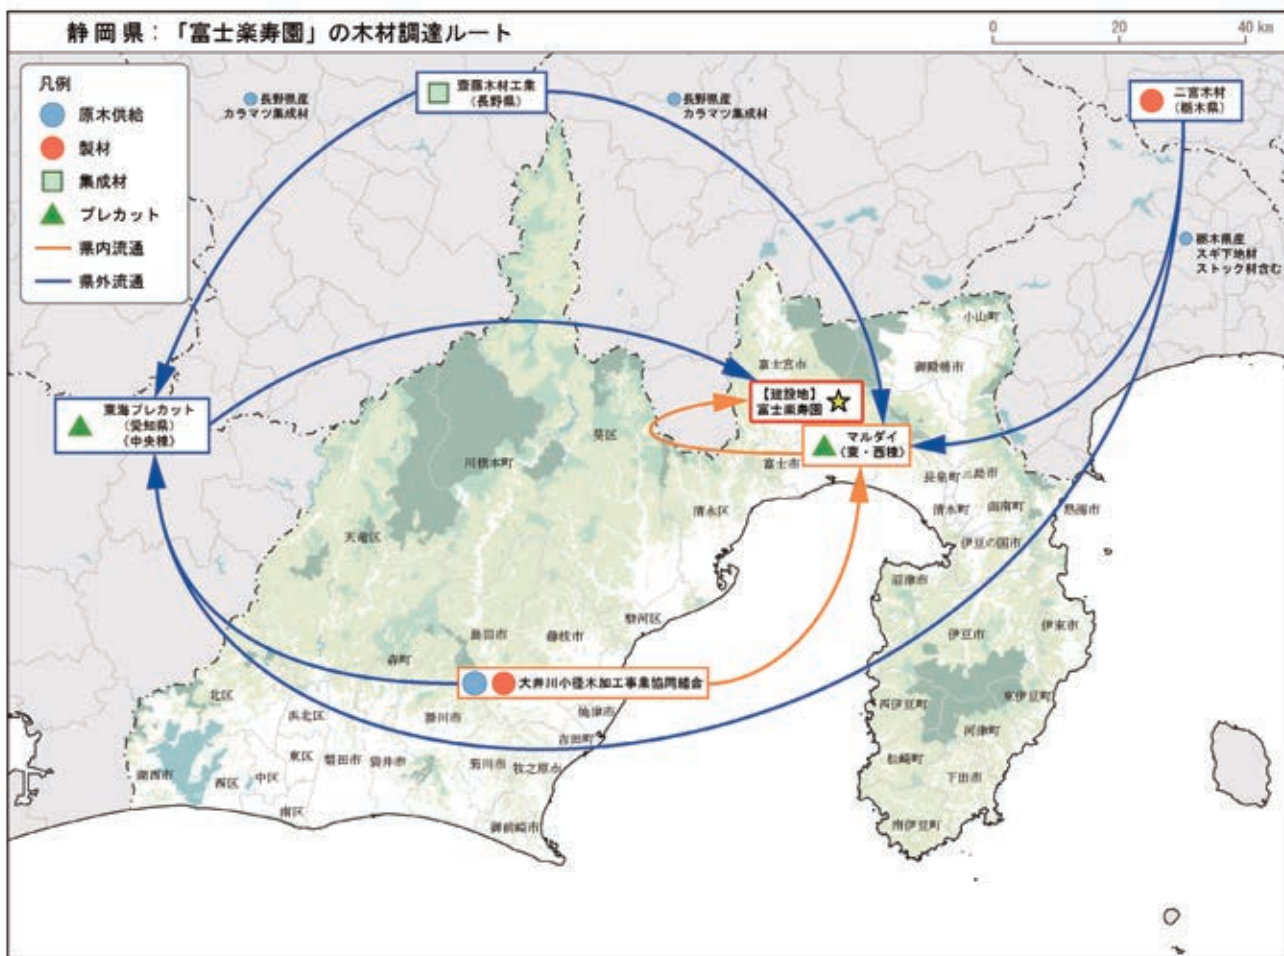 静岡県：「富士楽寿園」の木材調達ルート
0 20 40 km
凡例
原木供給
製材
集成材
プレカット
県内流通
県外流通
長野県産
カラマツ集成材
齋藤木材工業
（長野県）
長野県産
カラマツ集成材
二宮木材
（栃木県）
栃木県産
スギ下地材
ストック材含む
小山町
富士宮市
御殿場市
【建設地】
富士楽寿園
東海プレカット
（愛知県）
（中央棟）
マルダイ
（東・西棟）
葵区
川根本町
富士市
長泉町
三島市
清水区
清水町
函南町
熱海市
天竜区
伊豆の国市
沼津市
駿河区
島田市
藤枝市
伊豆市
伊東市
森町
大井川小径木加工事業協同組合
北区
浜北区
掛川市
焼津市
吉田町
西伊豆町
東伊豆町
河津町
湖西市
西区
中区
東区
磐田市
袋井市
菊川市
牧之原市
松崎町
下田市
南区
御前崎市
南伊豆町